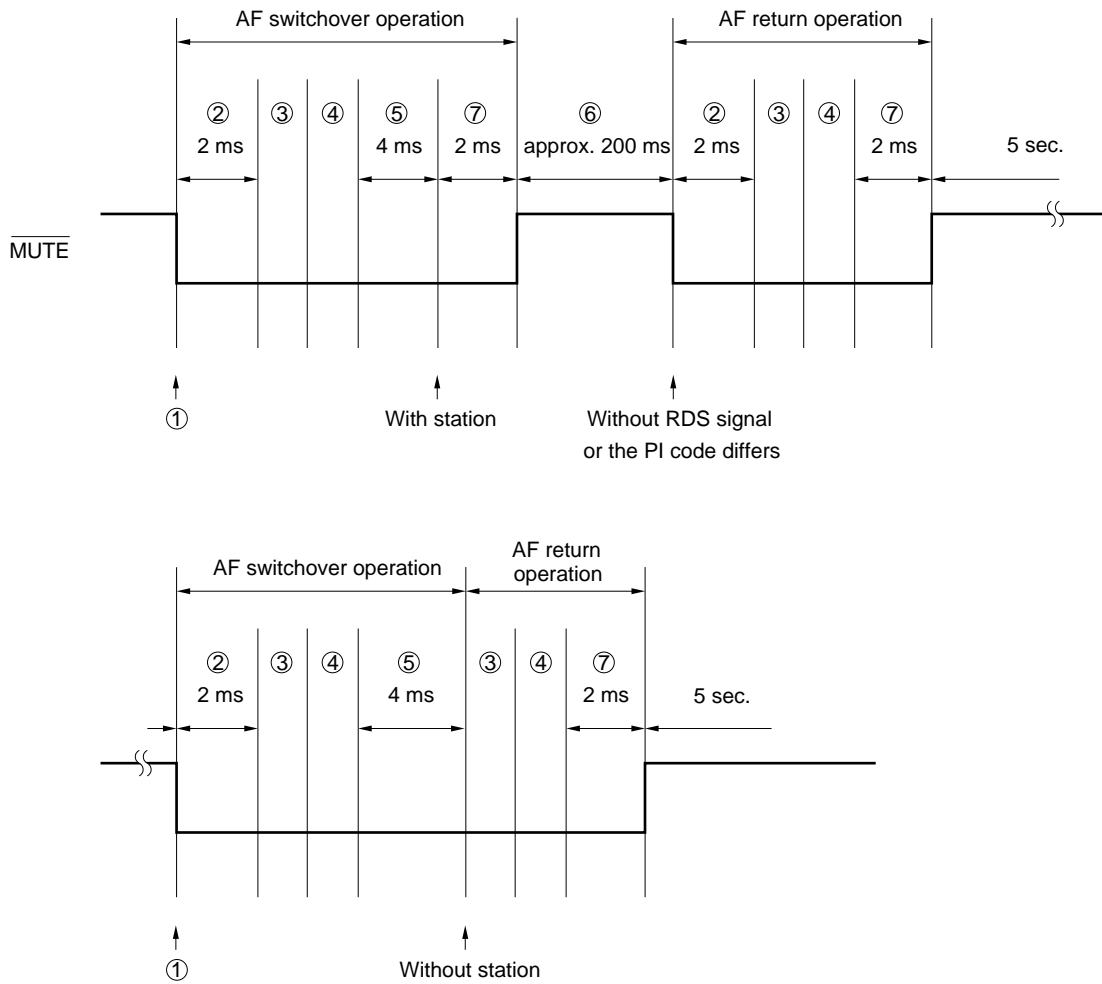 AF switchover operation AF return operation
② ③ ④ ⑤ ⑦ ⑥ ② ③ ④ ⑦
2 ms 4 ms 2 ms approx. 200 ms 2 ms 2 ms 5 sec.
MUTE
① With station Without RDS signal
or the PI code differs
AF switchover operation AF return
operation
② ③ ④ ⑤ ③ ④ ⑦
2 ms 4 ms 2 ms 5 sec.
① Without station